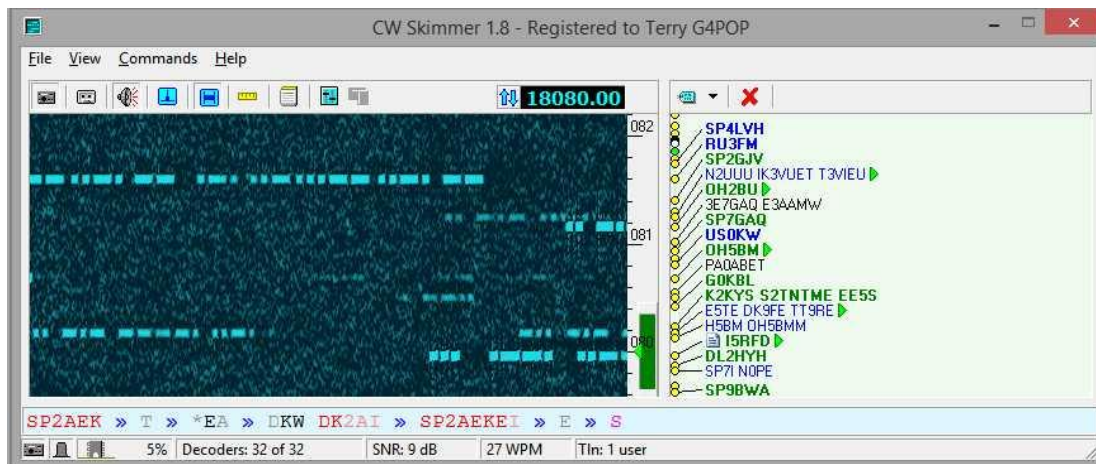 CW Skimmer 1.8 - Registered to Terry G4POP
File View Commands Help
18080.00
082
081
080
SP4LVH
RU3FM
SP2GJV
N2UUU IK3VUET T3VIEU
OH2BU
3E7GAQ E3AAMW
SP7GAQ
US0KW
OH5BM
PA0ABET
G0KBL
K2KYS S2TNTME EE5S
E5TE DK9FE TT9RE
H5BM OH5BMM
I5RFD
DL2HYH
SP7I N0PE
SP9BWA
SP2AEK » T » *EA » DKW DK2AI » SP2AEKEI » E » S
5% Decoders: 32 of 32 SNR: 9 dB 27 WPM Tln: 1 user